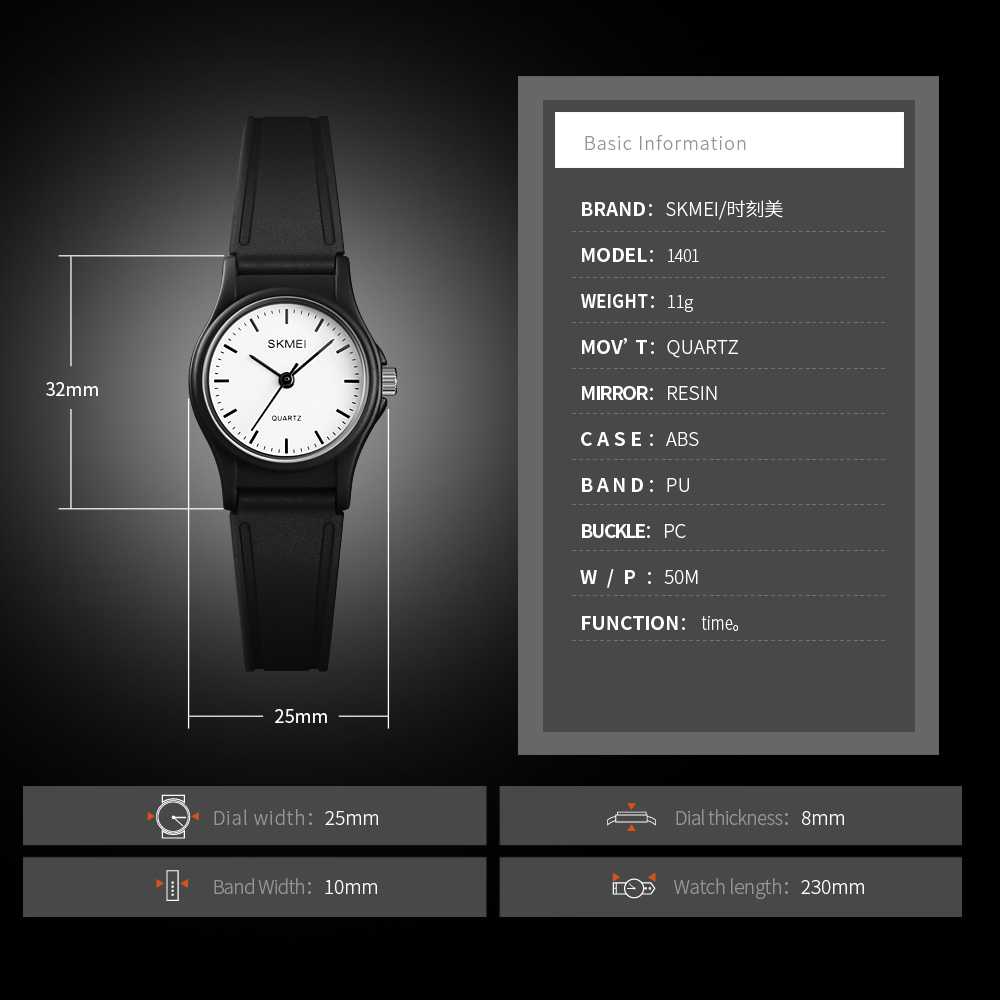 SKMEI
QUARTZ
32mm
25mm
Basic Information
BRAND: SKMEI/时刻美
MODEL: 1401
WEIGHT: 11g
MOV’ T: QUARTZ
MIRROR: RESIN
CASE: ABS
BAND: PU
BUCKLE: PC
W / P : 50M
FUNCTION: time。
Dial width: 25mm
Dial thickness: 8mm
Band Width: 10mm
Watch length: 230mm